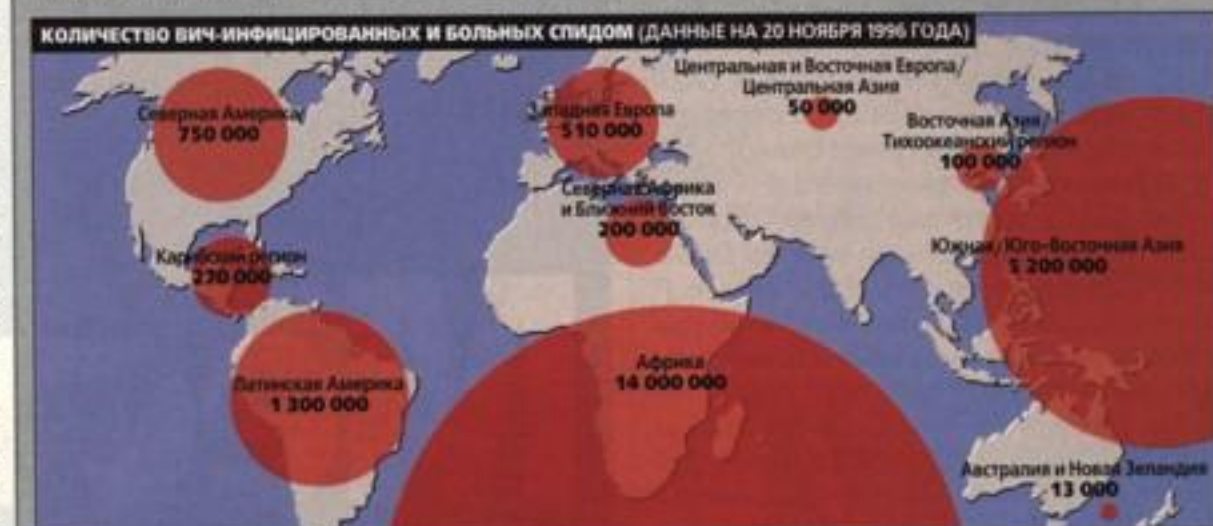 КОЛИЧЕСТВО ВИЧ-ИНФИЦИРОВАННЫХ И БОЛЬНЫХ СПИДОМ (ДАННЫЕ НА 20 НОЯБРЯ 1996 ГОДА)
Северная Америка/
750 000
Западная Европа
510 000
Центральная и Восточная Европа/
Центральная Азия
50 000
Восточная Азия/
Тихоокеанский регион
100 000
Северная Африка
и Ближний Восток
200 000
Карибский регион
270 000
Южная/Юго-Восточная Азия
5 200 000
Латинская Америка
1 300 000
Африка
14 000 000
Австралия и Новая Зеландия
13 000